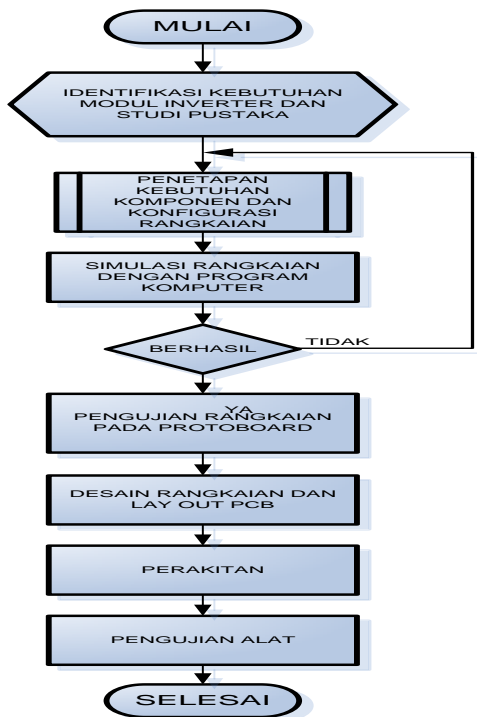 MULAI
IDENTIFIKASI KEBUTUHAN
MODUL INVERTER DAN
STUDI PUSTAKA
PENETAPAN
KEBUTUHAN
KOMPONEN DAN
KONFIGURASI
RANGKAIAN
SIMULASI RANGKAIAN
DENGAN PROGRAM
KOMPUTER
BERHASIL
TIDAK
YA
PENGUJIAN RANGKAIAN
PADA PROTOBOARD
DESAIN RANGKAIAN DAN
LAY OUT PCB
PERAKITAN
PENGUJIAN ALAT
SELESAI